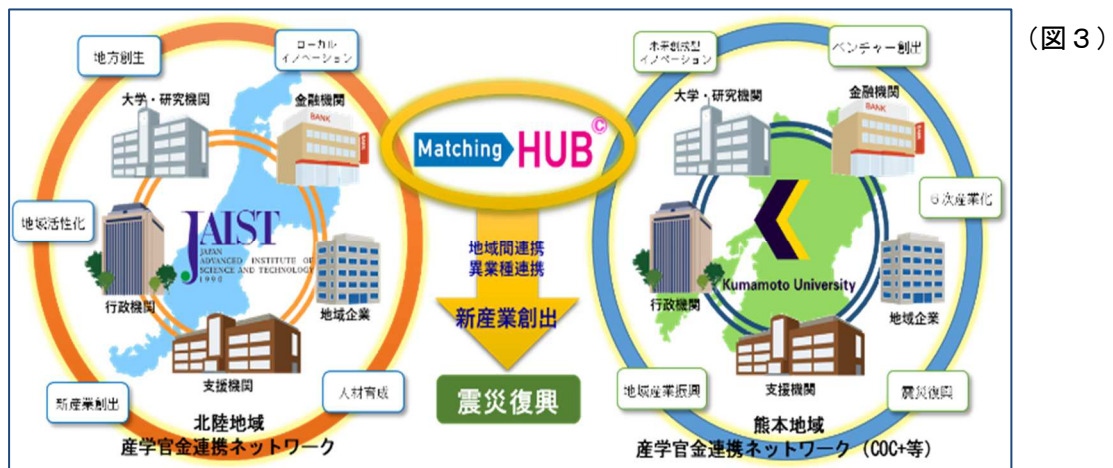 (図3)
地方創生
ローカル
イノベーション
大学・研究機関
金融機関
BANK
地域活性化
JAIST
JAPAN
ADVANCED INSTITUTE OF
SCIENCE AND TECHNOLOGY
1990
行政機関
地域企業
支援機関
新産業創出
人材育成
北陸地域
産学官金連携ネットワーク
Matching HUB ©
地域間連携
異業種連携
新産業創出
震災復興
未来創成型
イノベーション
ベンチャー創出
大学・研究機関
金融機関
BANK
6次産業化
Kumamoto University
行政機関
地域企業
支援機関
地域産業振興
震災復興
熊本地域
産学官金連携ネットワーク(COC+等)